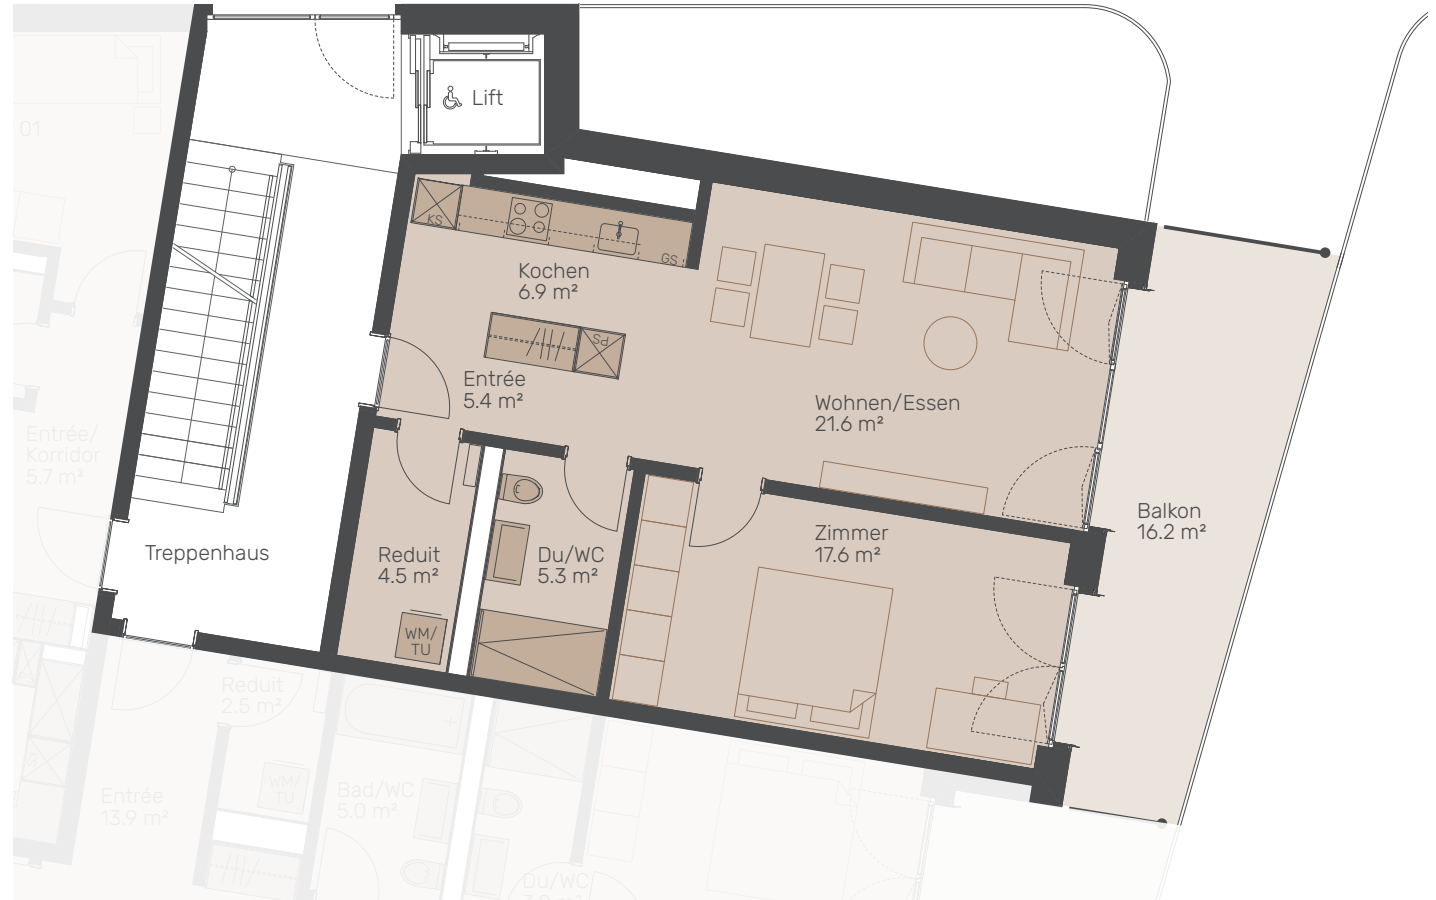 Lift
01
KS
GS
Kochen
6.9 m²
Sd
Entrée
5.4 m²
Wohnen/Essen
21.6 m²
Entrée/
Korridor
5.7 m²
Balkon
16.2 m²
Zimmer
17.6 m²
Treppenhaus
Reduit
4.5 m²
Du/WC
5.3 m²
WM/
TU
Reduit
2.5 m²
WM/
TU
Bad/WC
5.0 m²
Entrée
13.9 m²
Du/WC